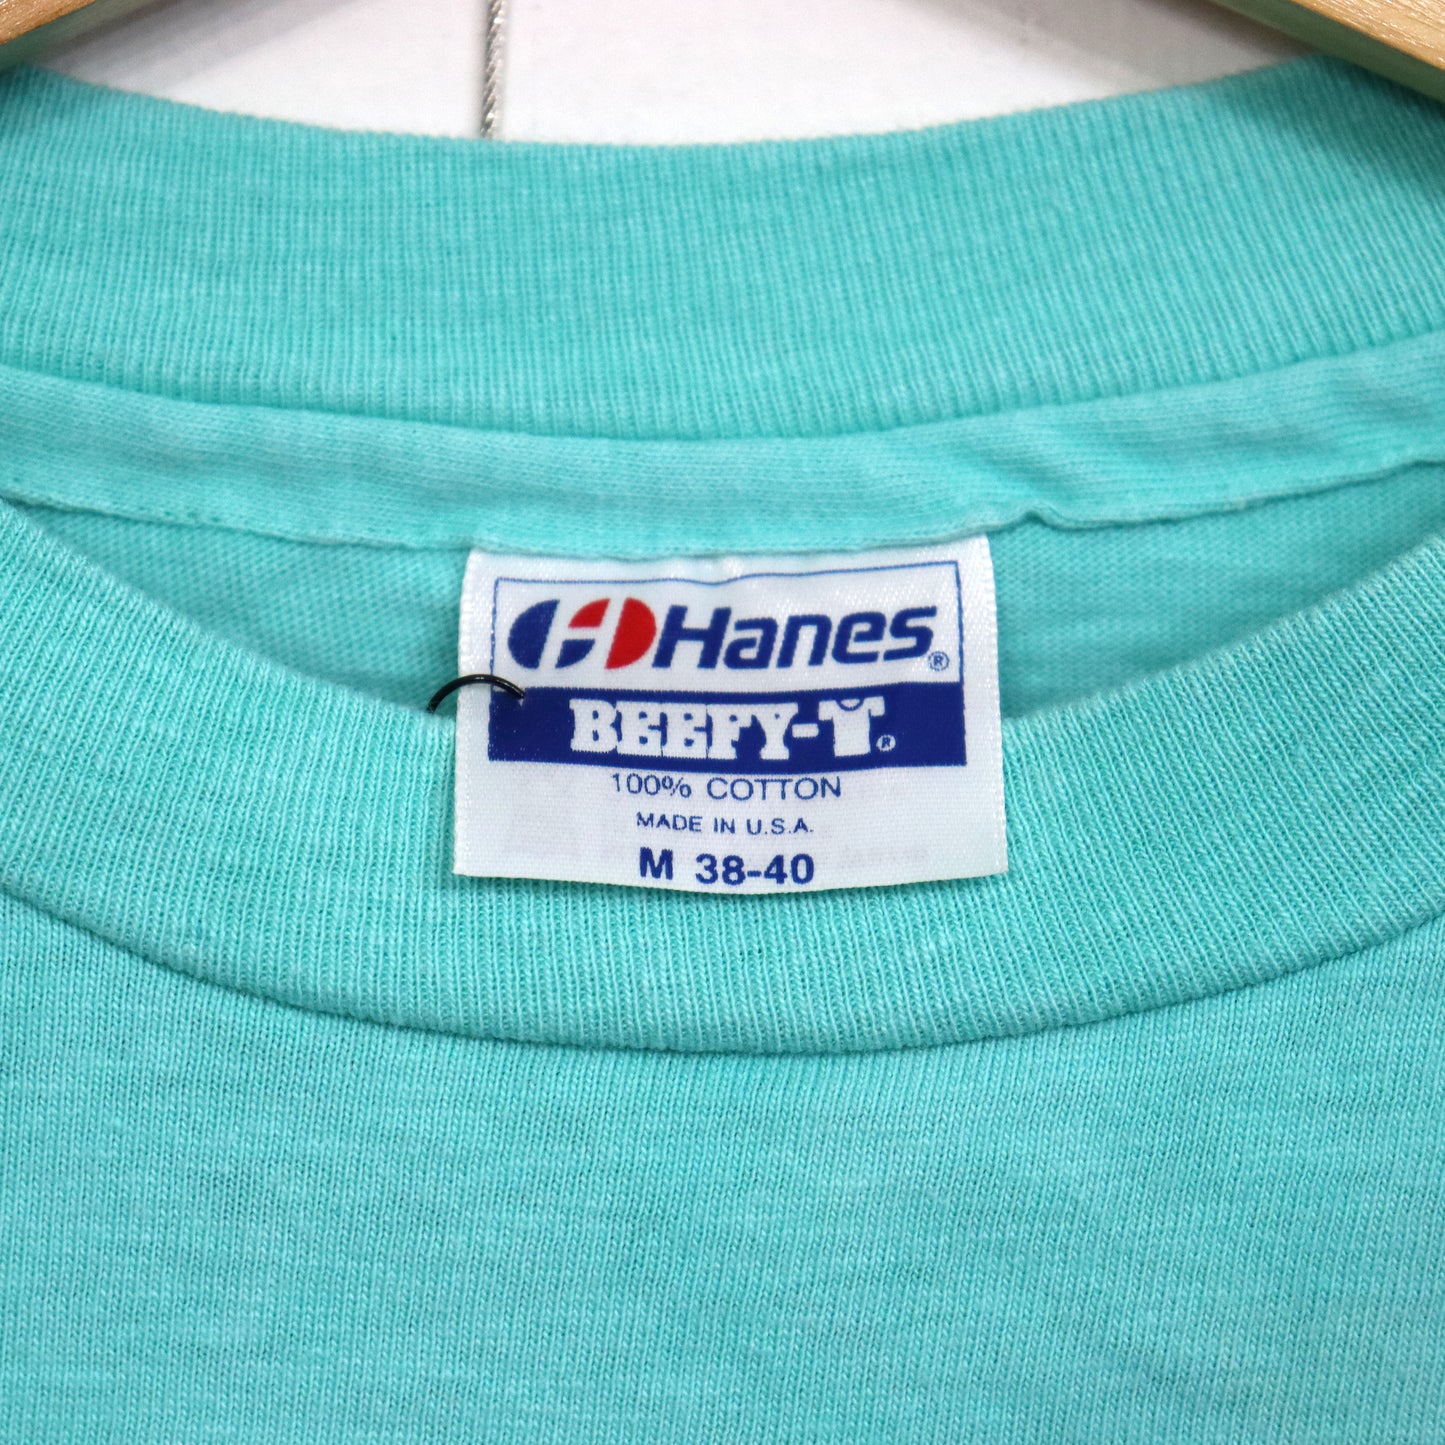 Hanes®
BEEFY-T®
100% COTTON
MADE IN U.S.A.
M 38-40